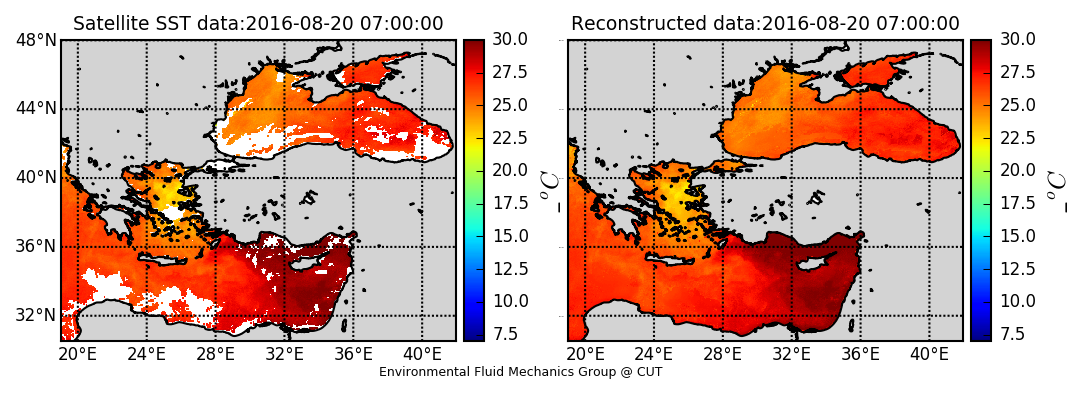 Satellite SST data:2016-08-20 07:00:00
48°N
44°N
40°N
36°N
32°N
20°E 24°E 28°E 32°E 36°E 40°E
30.0
27.5
25.0
22.5
20.0
17.5
15.0
12.5
10.0
7.5
_ °C
Reconstructed data:2016-08-20 07:00:00
20°E 24°E 28°E 32°E 36°E 40°E
30.0
27.5
25.0
22.5
20.0
17.5
15.0
12.5
10.0
7.5
_ °C
Environmental Fluid Mechanics Group @ CUT